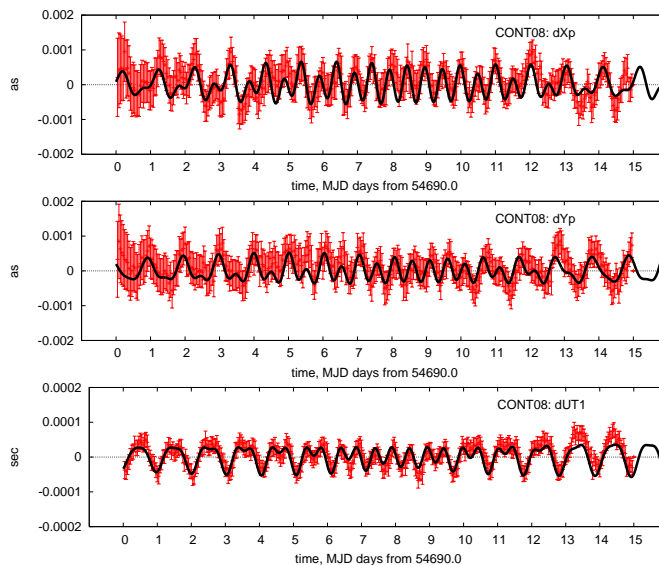 CONT08: dXp
0.002
0.001
0
-0.001
-0.002
as
0 1 2 3 4 5 6 7 8 9 10 11 12 13 14 15
time, MJD days from 54690.0
CONT08: dYp
0.002
0.001
0
-0.001
-0.002
as
0 1 2 3 4 5 6 7 8 9 10 11 12 13 14 15
time, MJD days from 54690.0
CONT08: dUT1
0.0002
0.0001
0
-0.0001
-0.0002
sec
0 1 2 3 4 5 6 7 8 9 10 11 12 13 14 15
time, MJD days from 54690.0